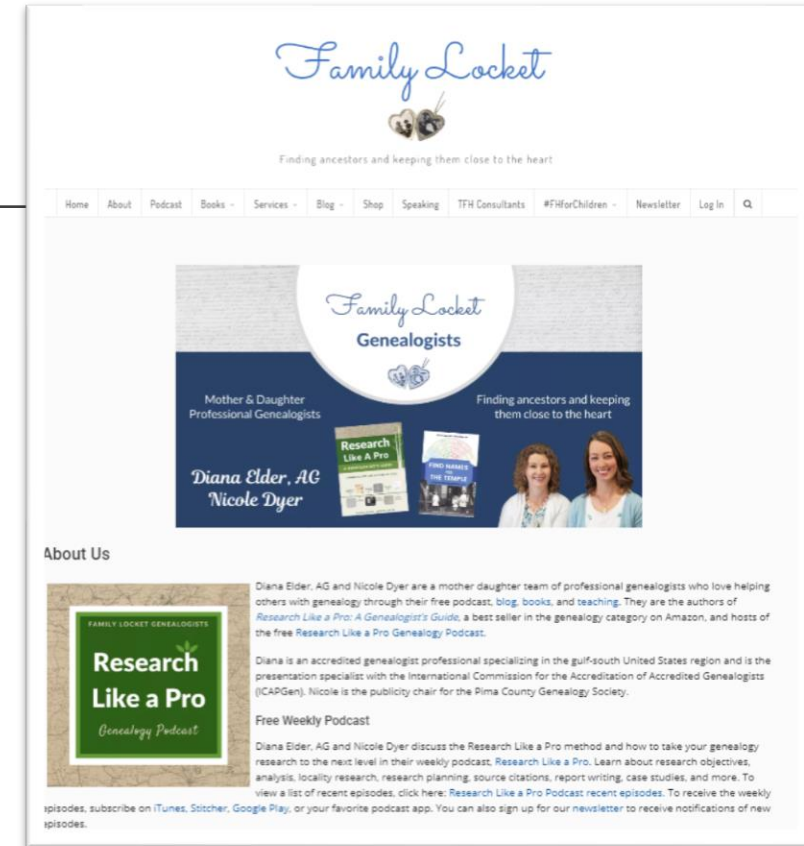 Family Locket
Finding ancestors and keeping them close to the heart
Home About Podcast Books Services Blog Shop Speaking TFH Consultants #FHforChildren Newsletter Log In
Family Locket
Genealogists
Mother & Daughter
Professional Genealogists
Finding ancestors and keeping
them close to the heart
Diana Elder, AG
Nicole Dyer
Research
Like A Pro
FIND NAMES
THE TEMPLE
About Us
FAMILY LOCKET GENEALOGISTS
Research
Like a Pro
Genealogy Podcast
Diana Elder, AG and Nicole Dyer are a mother daughter team of professional genealogists who love helping
others with genealogy through their free podcast, blog, books, and teaching. They are the authors of
Research Like a Pro: A Genealogist's Guide, a best seller in the genealogy category on Amazon, and hosts of
the free Research Like a Pro Genealogy Podcast.
Diana is an accredited genealogist professional specializing in the gulf-south United States region and is the
presentation specialist with the International Commission for the Accreditation of Accredited Genealogists
(ICAPGen). Nicole is the publicity chair for the Pima County Genealogy Society.
Free Weekly Podcast
Diana Elder, AG and Nicole Dyer discuss the Research Like a Pro method and how to take your genealogy
research to the next level in their weekly podcast, Research Like a Pro. Learn about research objectives,
analysis, locality research, research planning, source citations, report writing, case studies, and more. To
view a list of recent episodes, click here: Research Like a Pro Podcast recent episodes. To receive the weekly
episodes, subscribe on iTunes, Stitcher, Google Play, or your favorite podcast app. You can also sign up for our newsletter to receive notifications of new
episodes.